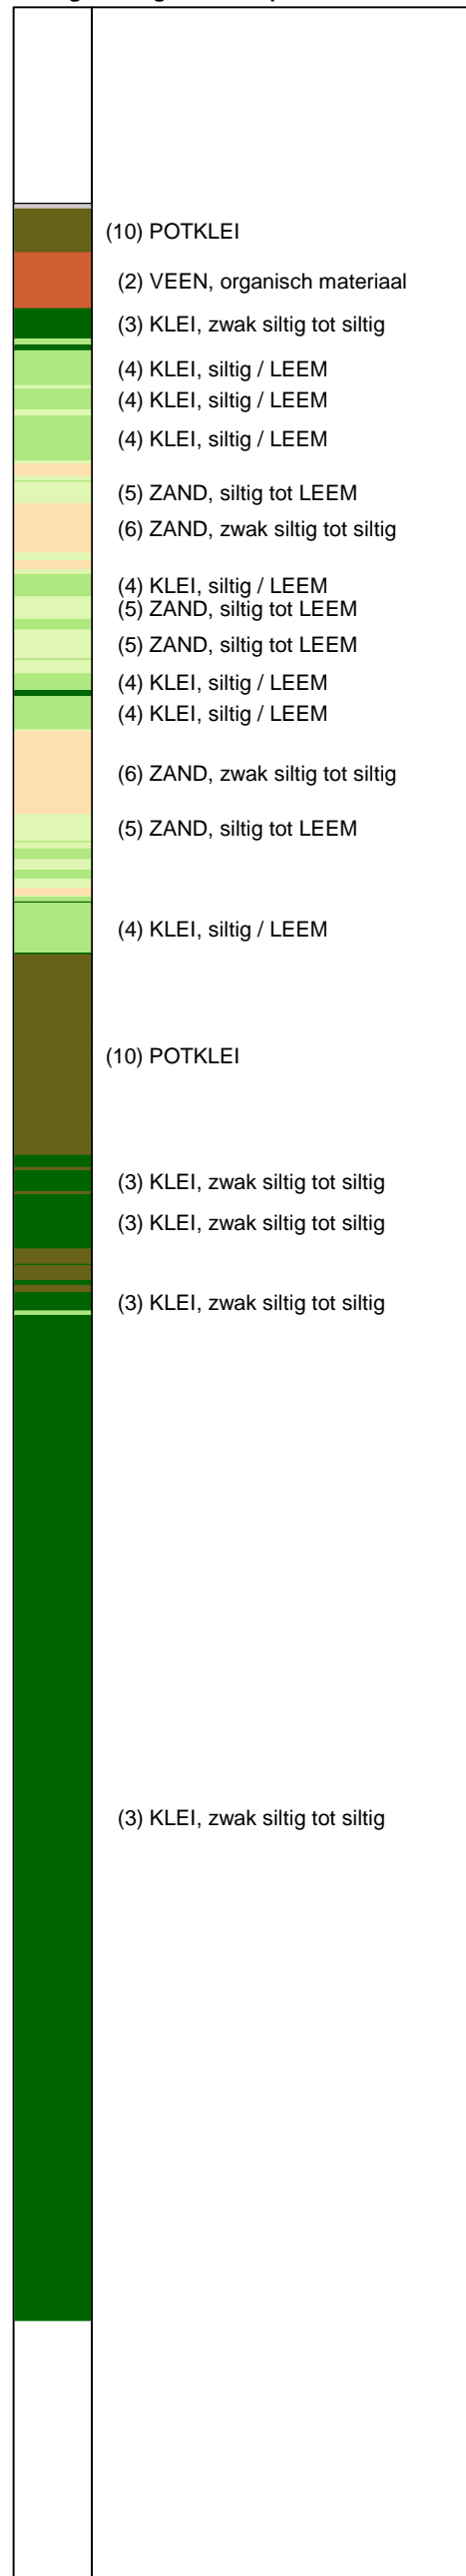 (10) POTKLEI
(2) VEEN, organisch materiaal
(3) KLEI, zwak siltig tot siltig
(4) KLEI, siltig / LEEM
(4) KLEI, siltig / LEEM
(4) KLEI, siltig / LEEM
(5) ZAND, siltig tot LEEM
(6) ZAND, zwak siltig tot siltig
(4) KLEI, siltig / LEEM
(5) ZAND, siltig tot LEEM
(5) ZAND, siltig tot LEEM
(4) KLEI, siltig / LEEM
(4) KLEI, siltig / LEEM
(6) ZAND, zwak siltig tot siltig
(5) ZAND, siltig tot LEEM
(4) KLEI, siltig / LEEM
(10) POTKLEI
(3) KLEI, zwak siltig tot siltig
(3) KLEI, zwak siltig tot siltig
(3) KLEI, zwak siltig tot siltig
(3) KLEI, zwak siltig tot siltig